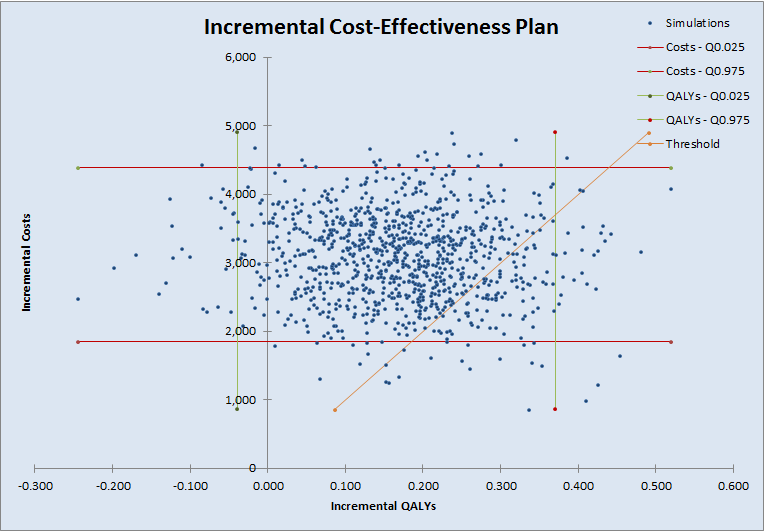 Incremental Cost-Effectiveness Plan
Simulations
Costs - Q0.025
Costs - Q0.975
QALYs - Q0.025
QALYs - Q0.975
Threshold
6,000
5,000
4,000
3,000
2,000
1,000
0
Incremental Costs
-0.300 -0.200 -0.100 0.000 0.100 0.200 0.300 0.400 0.500 0.600
Incremental QALYs